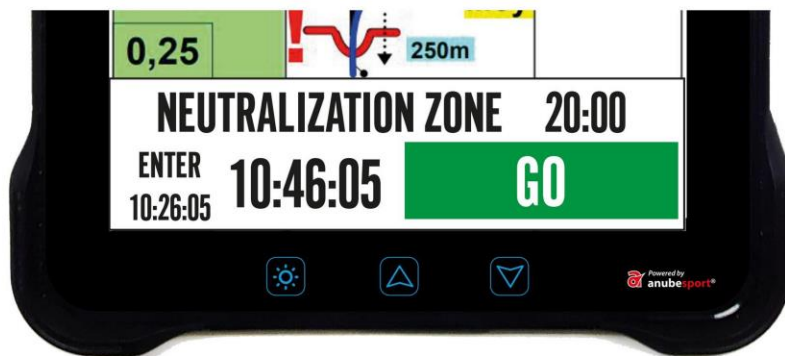 0,25
!
250m
NEUTRALIZATION ZONE 20:00
ENTER
10:26:05
10:46:05
GO
Powered by
anubesport®